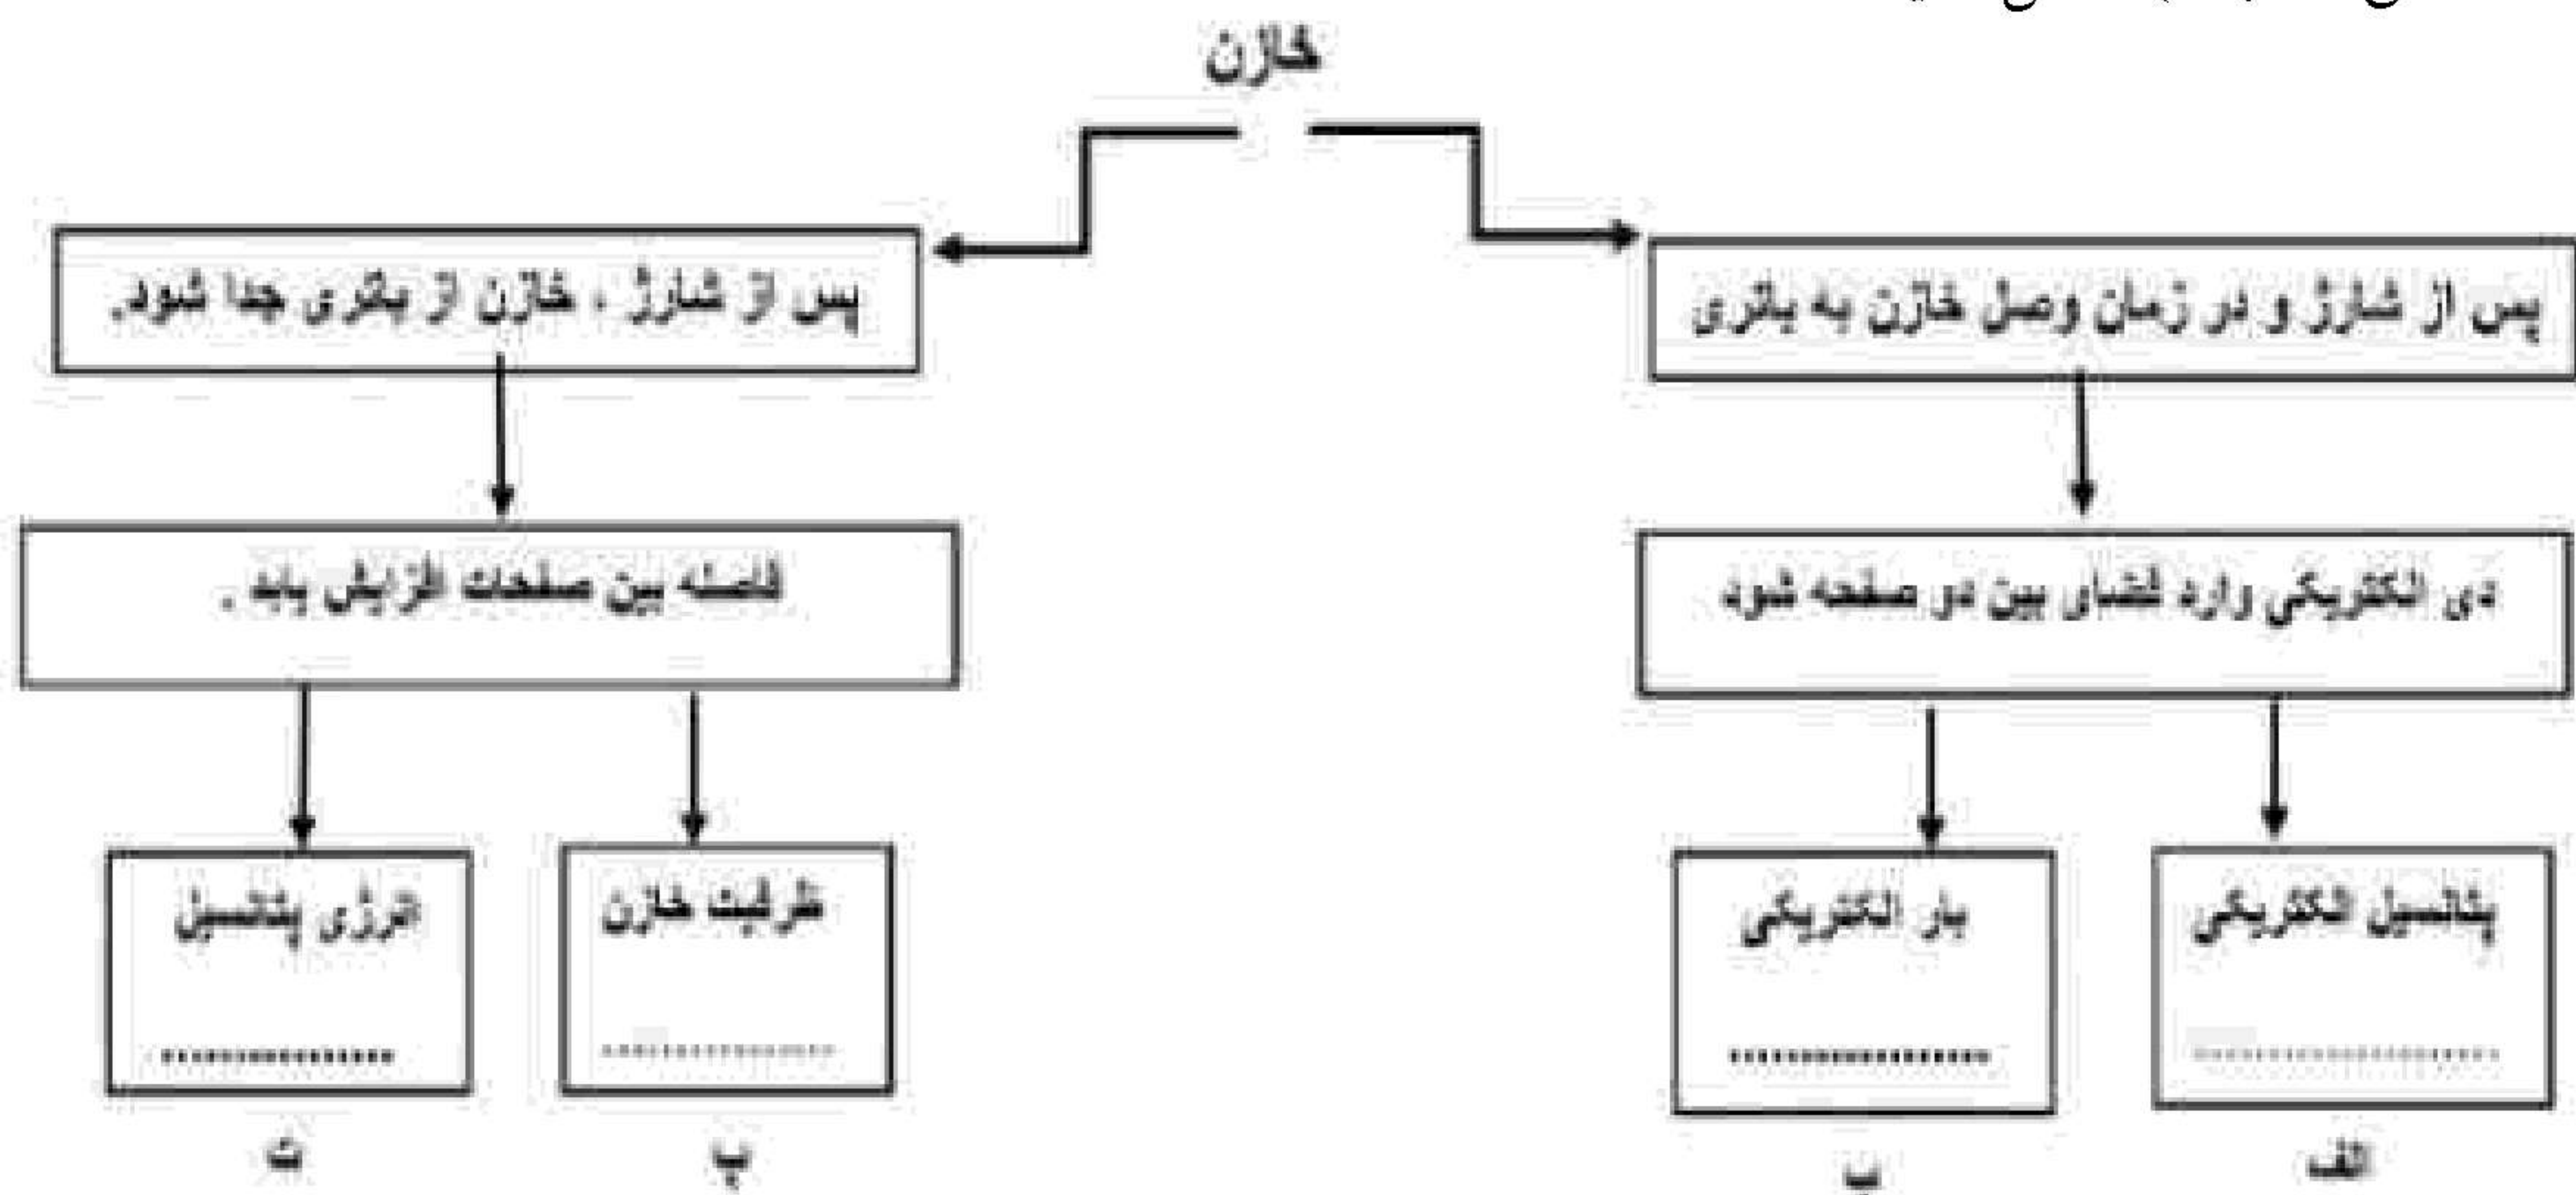 خازن
پس از شارژ و در زمان وصل خازن به باتری
پس از شارژ ، خازن از باتری جدا شود.
دی الکتریکی وارد فضای بین دو صفحه شود
فاصله بین صفحات افزایش یابد .
پتانسیل الکتریکی
....................
بار الکتریکی
..................
ظرفیت خازن
................
انرژی پتانسیل
................
الف
ب
پ
ت